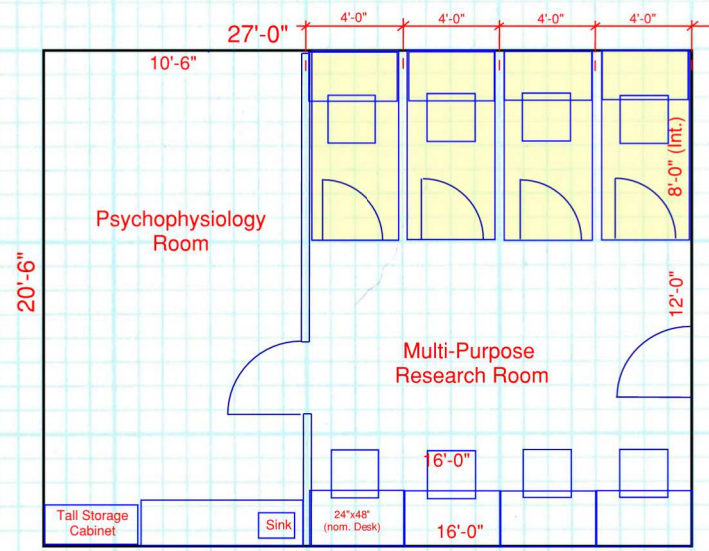 4'-0" 4'-0" 4'-0" 4'-0"
27'-0"
10'-6"
8'-0" (Int.)
Psychophysiology
Room
20'-6"
12'-0"
Multi-Purpose
Research Room
16'-0"
Tall Storage
Cabinet
Sink
24"x48"
(nom. Desk)
16'-0"